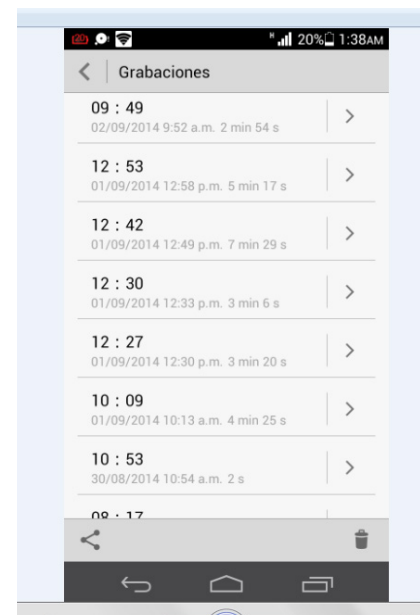 H 20% 1:38AM
Grabaciones
09 : 49
02/09/2014 9:52 a.m. 2 min 54 s
12 : 53
01/09/2014 12:58 p.m. 5 min 17 s
12 : 42
01/09/2014 12:49 p.m. 7 min 29 s
12 : 30
01/09/2014 12:33 p.m. 3 min 6 s
12 : 27
01/09/2014 12:30 p.m. 3 min 20 s
10 : 09
01/09/2014 10:13 a.m. 4 min 25 s
10 : 53
30/08/2014 10:54 a.m. 2 s
08 : 17